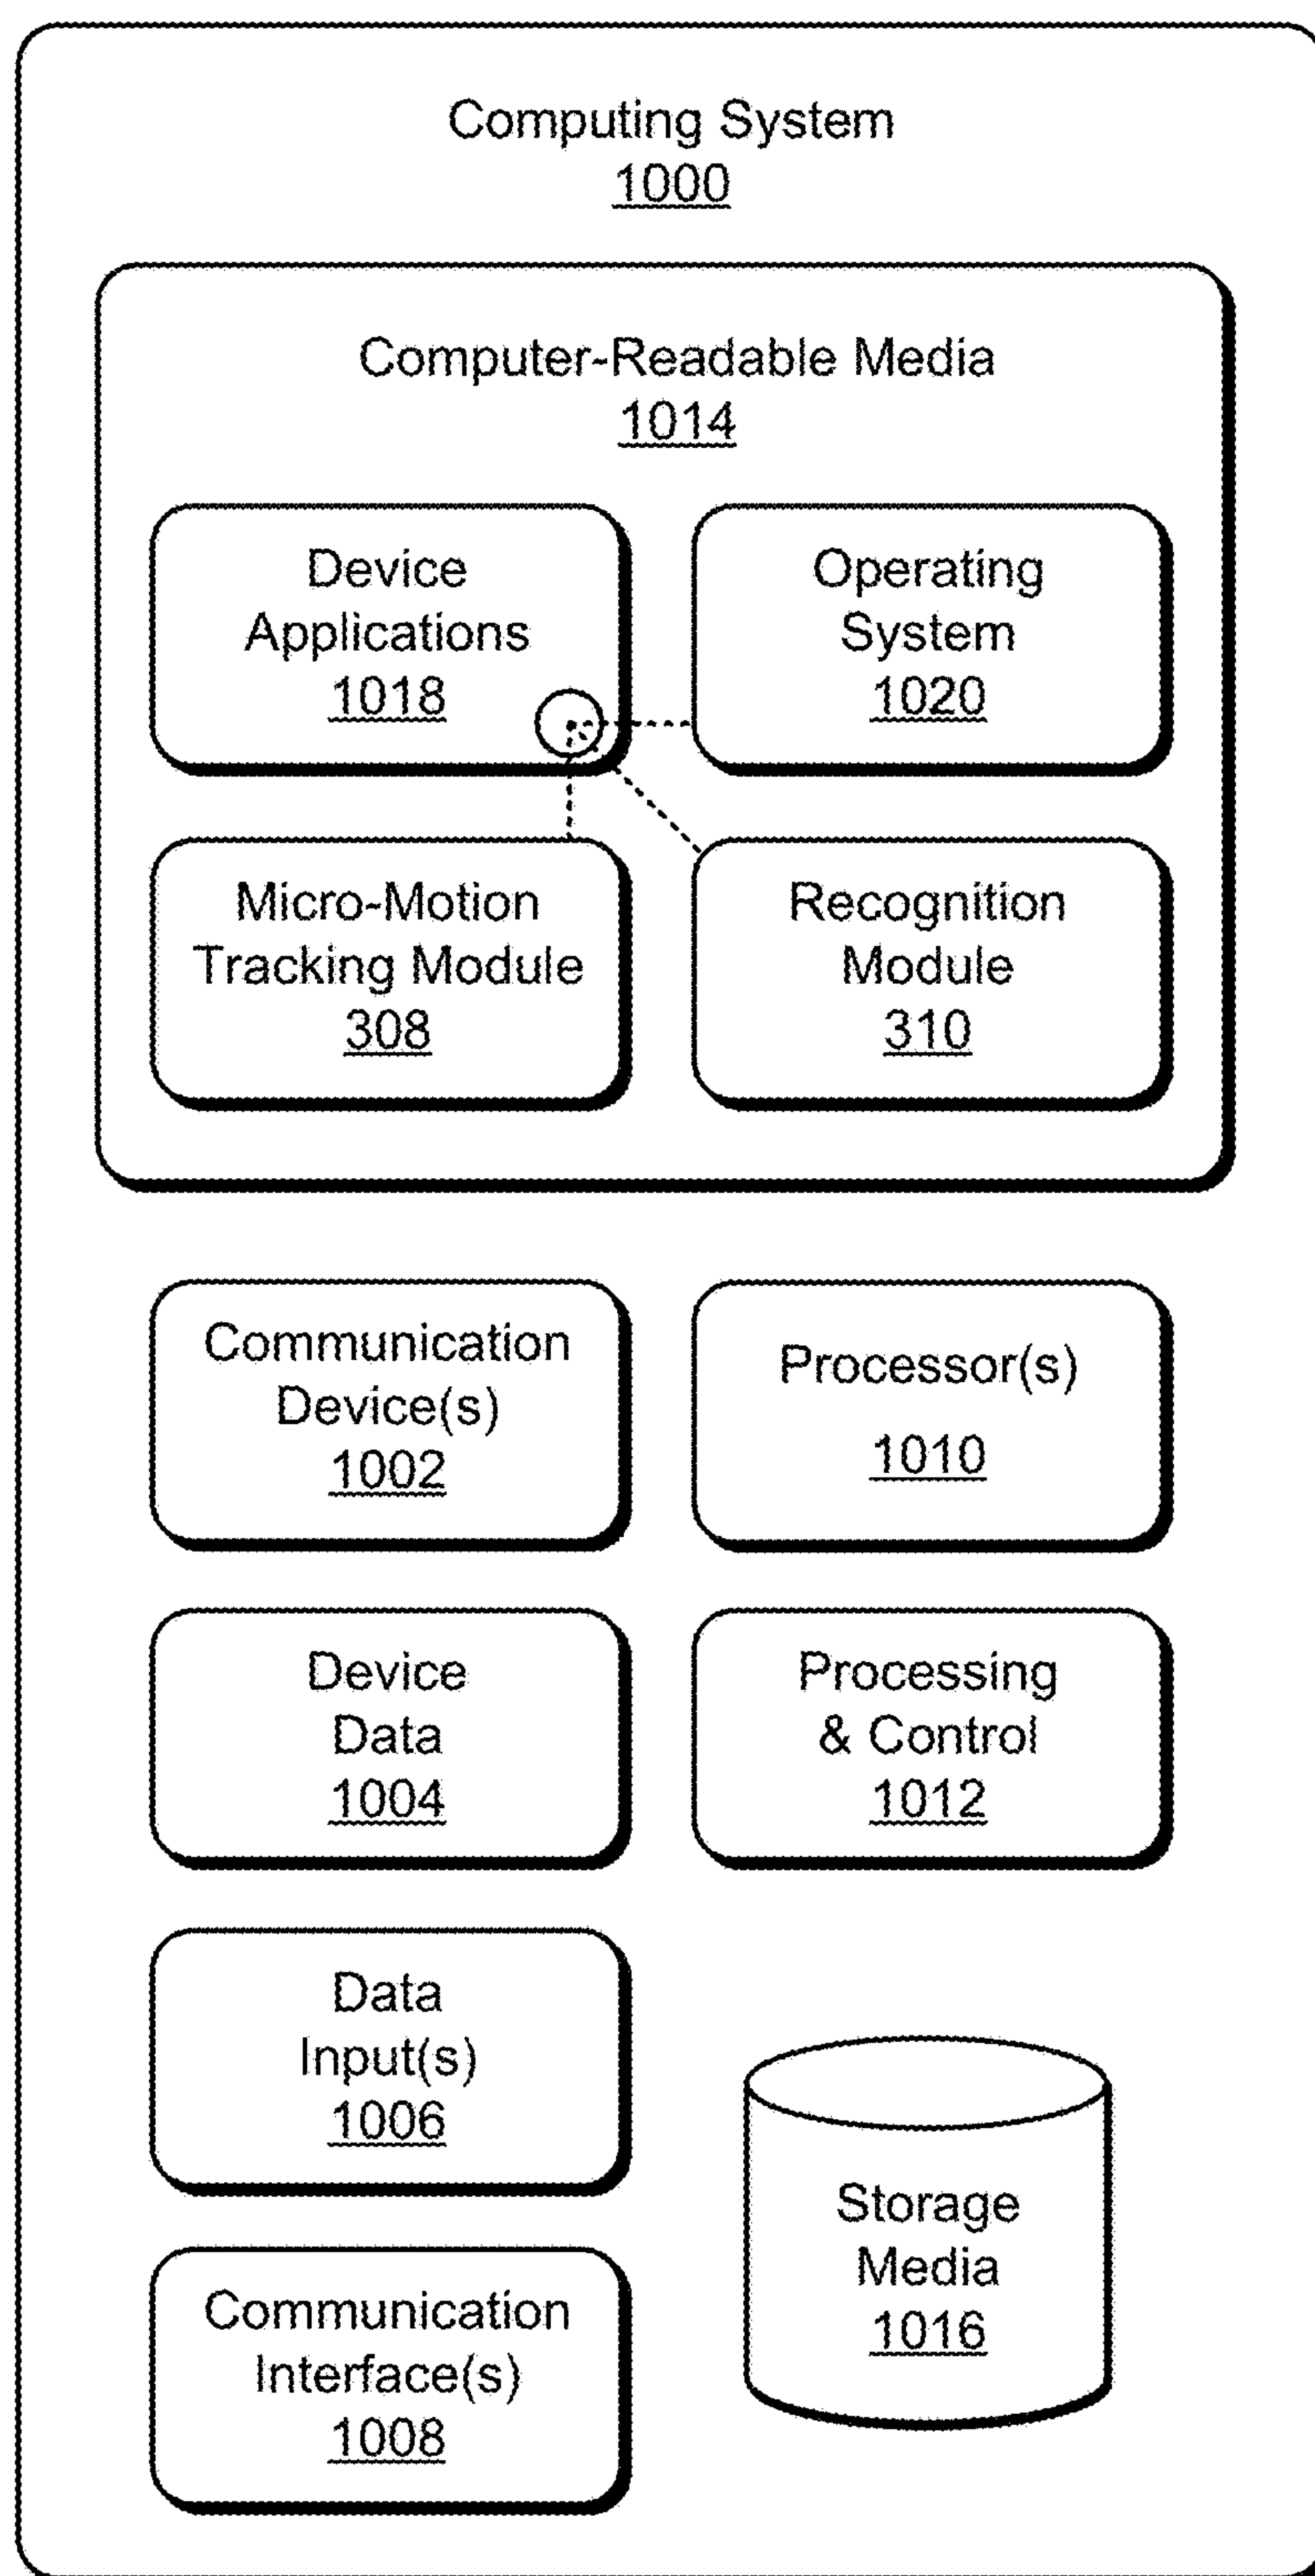 Computing System
1000
Computer-Readable Media
1014
Device
Applications
1018
Operating
System
1020
Micro-Motion
Tracking Module
308
Recognition
Module
310
Communication
Device(s)
1002
Processor(s)
1010
Device
Data
1004
Processing
& Control
1012
Data
Input(s)
1006
Storage
Media
1016
Communication
Interface(s)
1008